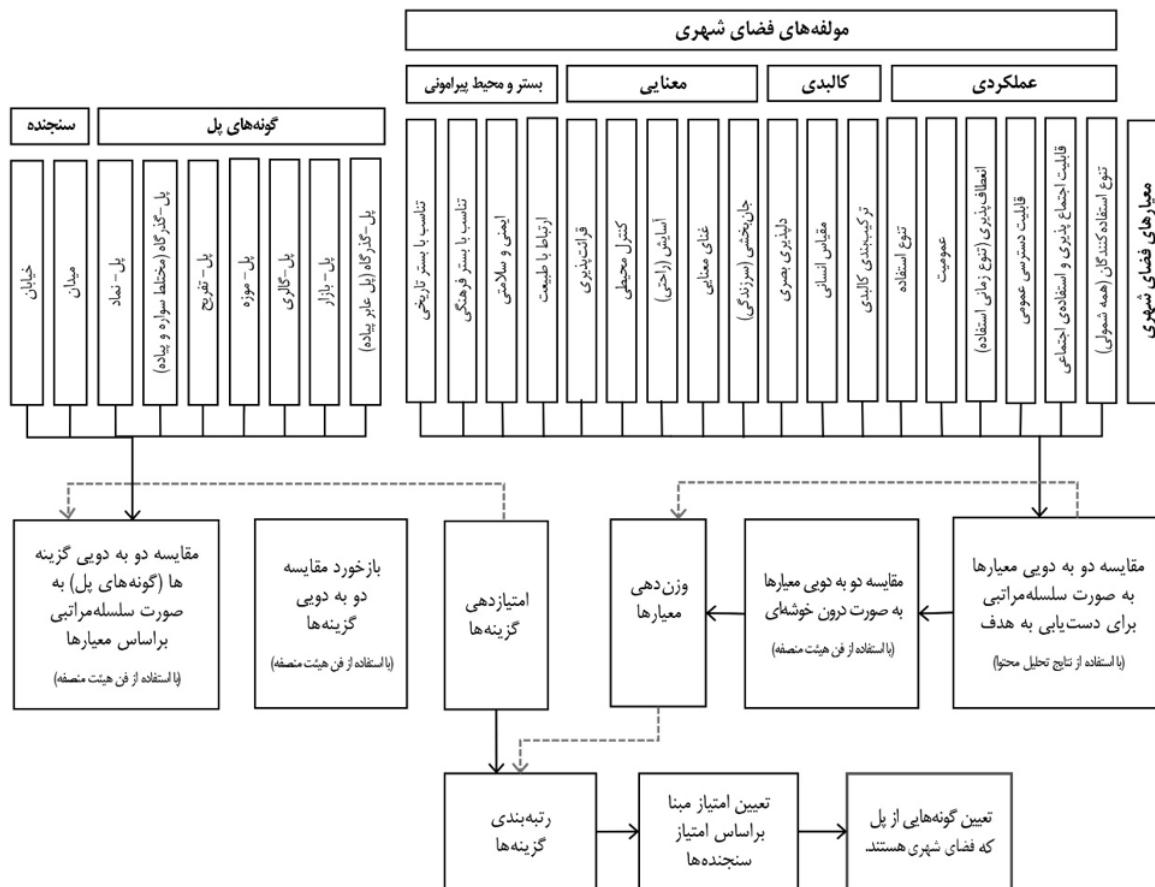 مولفه‌های فضای شهری
عملکردی
کالبدی
معنایی
بستر و محیط پیرامونی
گونه‌های پل
سنجنده
معیارهای فضای شهری
تنوع استفاده‌کنندگان (همه شمولی)
قابلیت اجتماع پذیری و استفاده‌ی اجتماعی
قابلیت دسترسی عمومی
انعطاف‌پذیری (تنوع زمانی استفاده)
عمومیت
تنوع استفاده
ترکیب‌بندی کالبدی
مقیاس انسانی
دلپذیری بصری
جان‌بخشی (سرزندگی)
غنای معنایی
آسایش (راحتی)
کنترل محیطی
قرائت‌پذیری
ارتباط با طبیعت
ایمنی و سلامتی
تناسب با بستر فرهنگی
تناسب با بستر تاریخی
پل-گذرگاه (پل عابر پیاده)
پل- بازار
پل-گالری
پل- موزه
پل- تفریح
پل-گذرگاه (مختلط سواره و پیاده)
پل- نماد
میدان
خیابان
مقایسه دو به دویی معیارها
به صورت سلسله‌مراتبی
برای دست‌یابی به هدف
(با استفاده از نتایج تحلیل محتوا)
مقایسه دو به دویی معیارها
به صورت درون خوشه‌ای
(با استفاده از فن هیئت منصفه)
وزن‌دهی
معیارها
امتیازدهی
گزینه‌ها
بازخورد مقایسه
دو به دویی
گزینه‌ها
(با استفاده از فن هیئت منصفه)
مقایسه دو به دویی گزینه
ها (گونه‌های پل) به
صورت سلسله‌مراتبی
براساس معیارها
(با استفاده از فن هیئت منصفه)
رتبه‌بندی
گزینه‌ها
تعیین امتیاز مبنا
براساس امتیاز
سنجنده‌ها
تعیین گونه‌هایی از پل
که فضای شهری هستند.